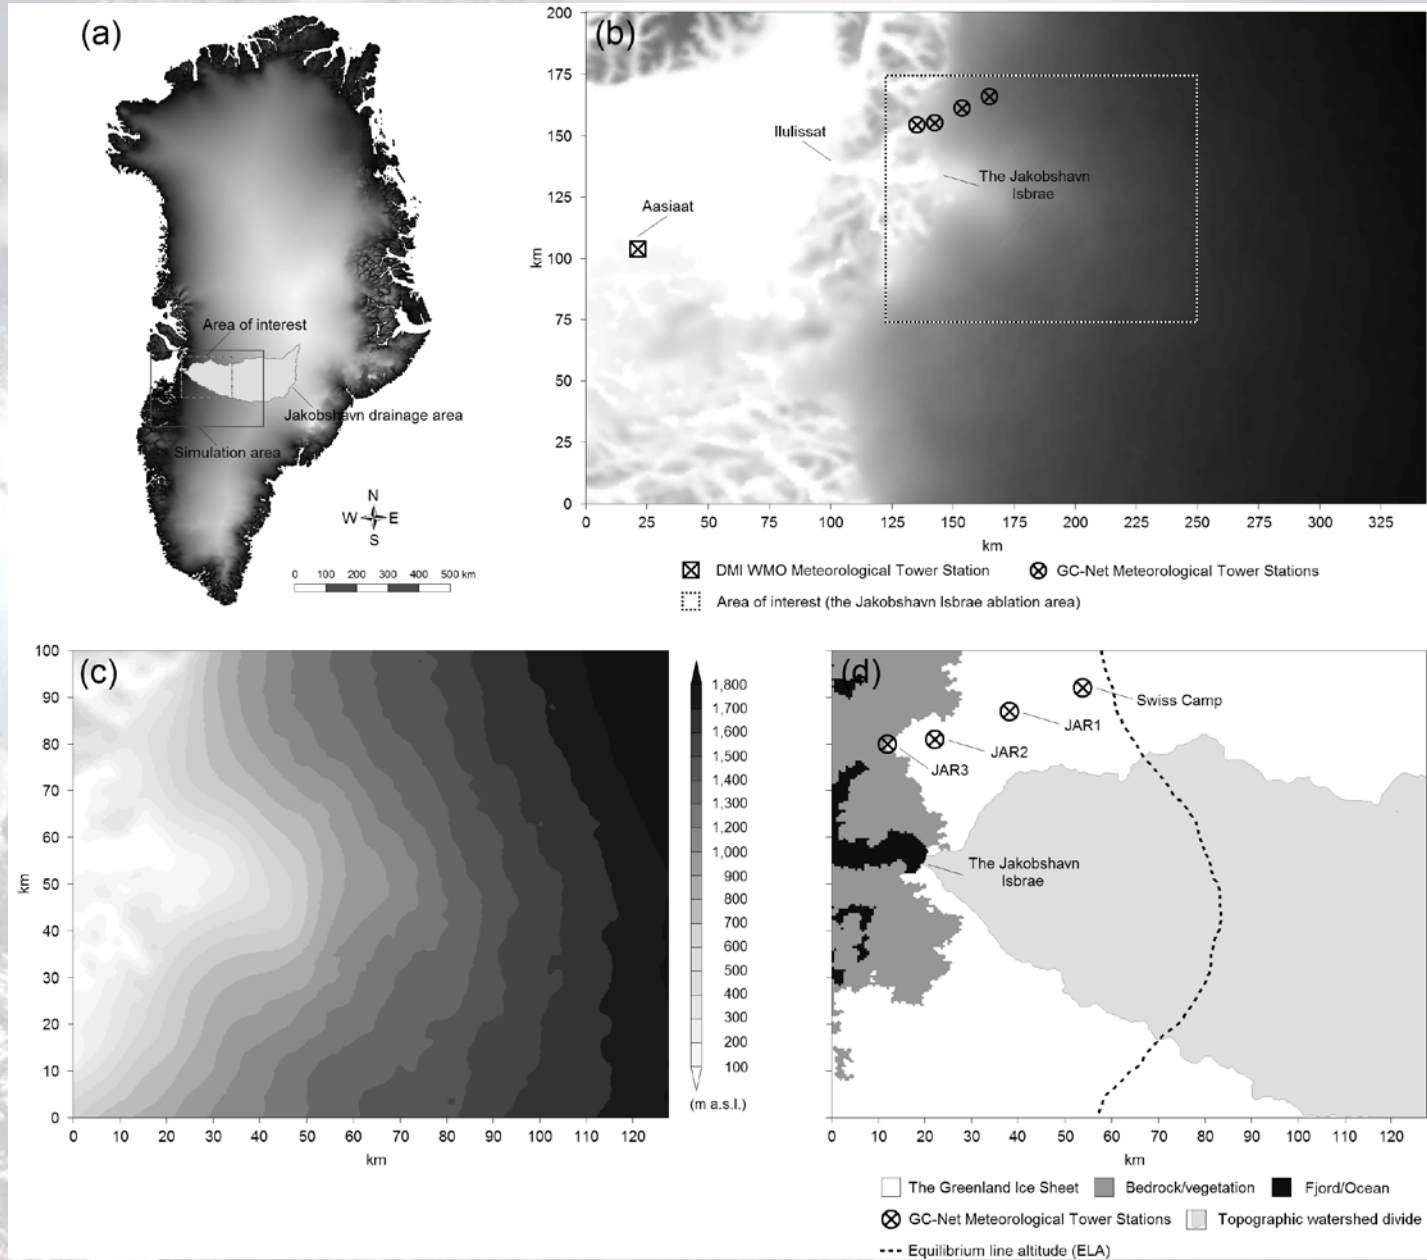 (a)
Area of interest
Jakobshavn drainage area
Simulation area
N
W E
S
0 100 200 300 400 500 km
(b)
200
175
150
125
100
75
50
25
0
km
Ilulissat
The Jakobshavn
Isbrae
Aasiaat
0 25 50 75 100 125 150 175 200 225 250 275 300 325
km
DMI WMO Meteorological Tower Station
GC-Net Meteorological Tower Stations
Area of interest (the Jakobshavn Isbrae ablation area)
(c)
100
90
80
70
60
50
40
30
20
10
0
km
0 10 20 30 40 50 60 70 80 90 100 110 120
km
1,800
1,700
1,600
1,500
1,400
1,300
1,200
1,000
900
800
700
600
500
400
300
200
100
(m a.s.l.)
(d)
Swiss Camp
JAR1
JAR2
JAR3
The Jakobshavn
Isbrae
0 10 20 30 40 50 60 70 80 90 100 110 120
km
The Greenland Ice Sheet
Bedrock/vegetation
Fjord/Ocean
GC-Net Meteorological Tower Stations
Topographic watershed divide
Equilibrium line altitude (ELA)